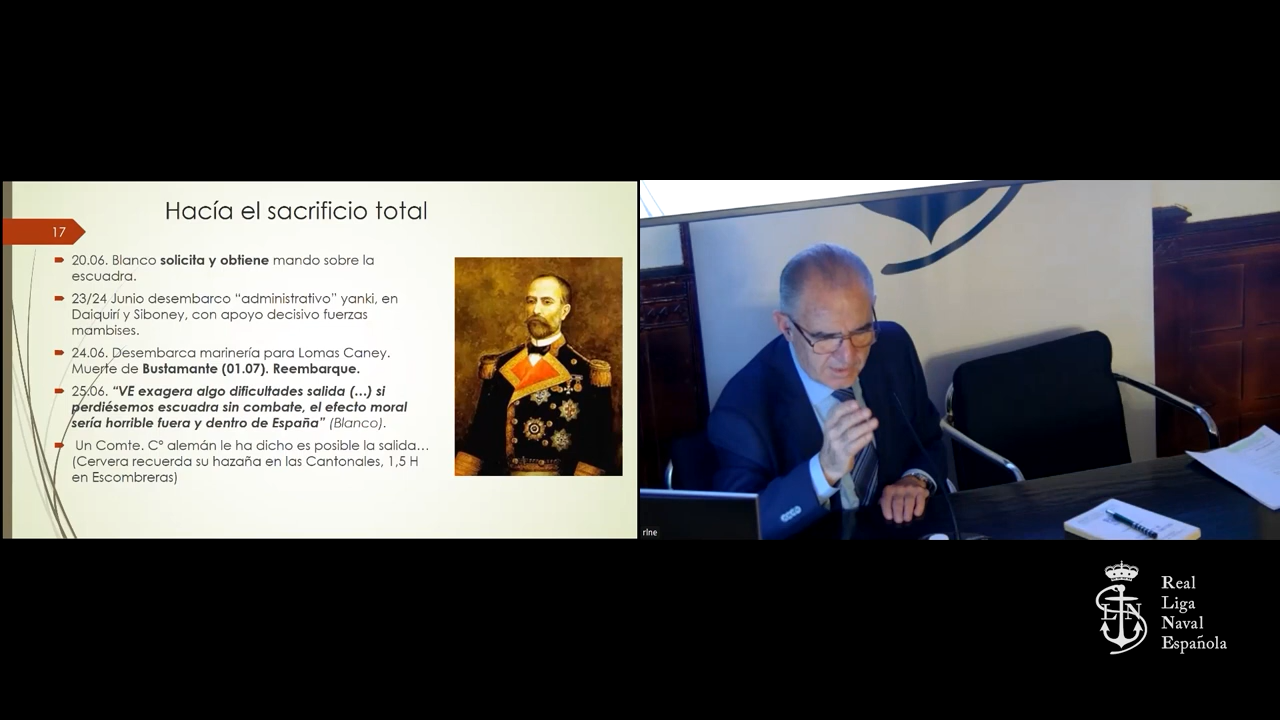 Hacía el sacrificio total
17
20.06. Blanco solicita y obtiene mando sobre la
escuadra.
23/24 Junio desembarco “administrativo” yanki, en
Daiquirí y Siboney, con apoyo decisivo fuerzas
mambises.
24.06. Desembarca marinería para Lomas Caney.
Muerte de Bustamante (01.07). Reembarque.
25.06. “VE exagera algo dificultades salida (...) si
perdiésemos escuadra sin combate, el efecto moral
sería horrible fuera y dentro de España” (Blanco).
Un Comte. Cº alemán le ha dicho es posible la salida...
(Cervera recuerda su hazaña en las Cantonales, 1,5 H
en Escombreras)
rine
LN
Real
Liga
Naval
Española